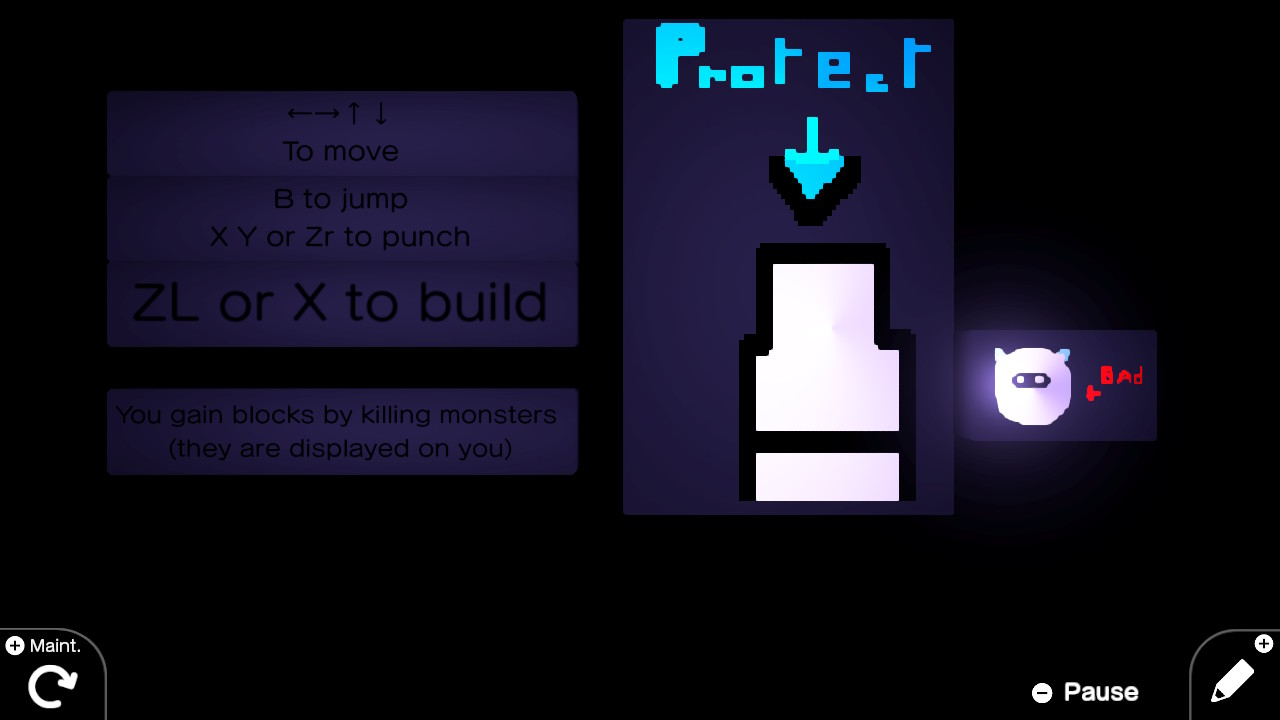 ←→↑↓
To move
B to jump
X Y or Zr to punch
ZL or X to build
You gain blocks by killing monsters
(they are displayed on you)
Protect
Bad
Maint.
Pause